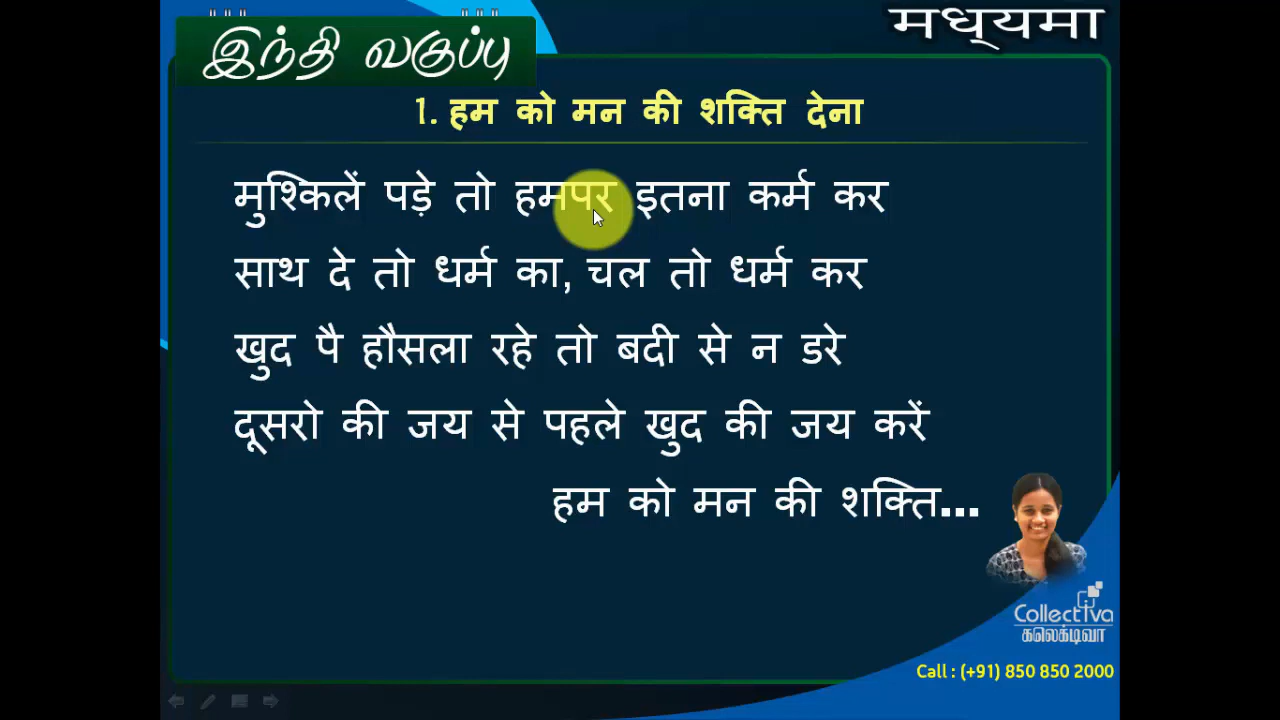 இந்தி வகுப்பு
मध्यमा
1. हम को मन की शक्ति देना
मुश्किलें पड़े तो हमपर इतना कर्म कर
साथ दे तो धर्म का, चल तो धर्म कर
खुद पै हौसला रहे तो बदी से न डरे
दूसरो की जय से पहले खुद की जय करें
हम को मन की शक्ति...
Collectiva
கலெக்டிவா
Call : (+91) 850 850 2000